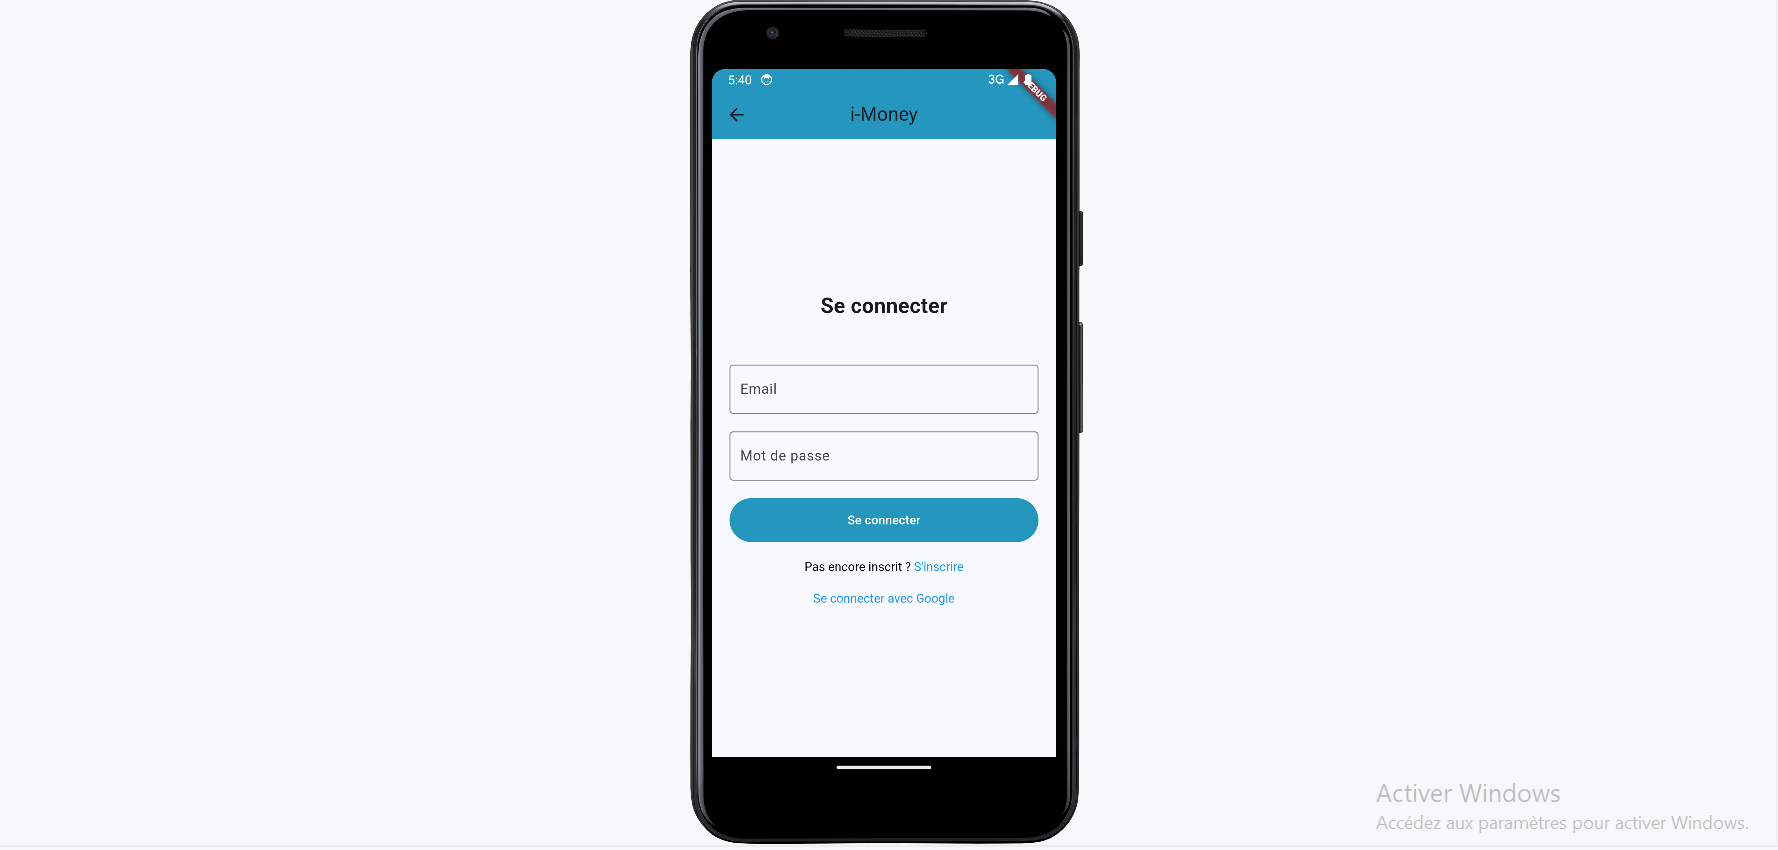 5:40
3G
DEBUG
i-Money
Se connecter
Email
Mot de passe
Se connecter
Pas encore inscrit ? S'inscrire
Se connecter avec Google
Activer Windows
Accédez aux paramètres pour activer Windows.